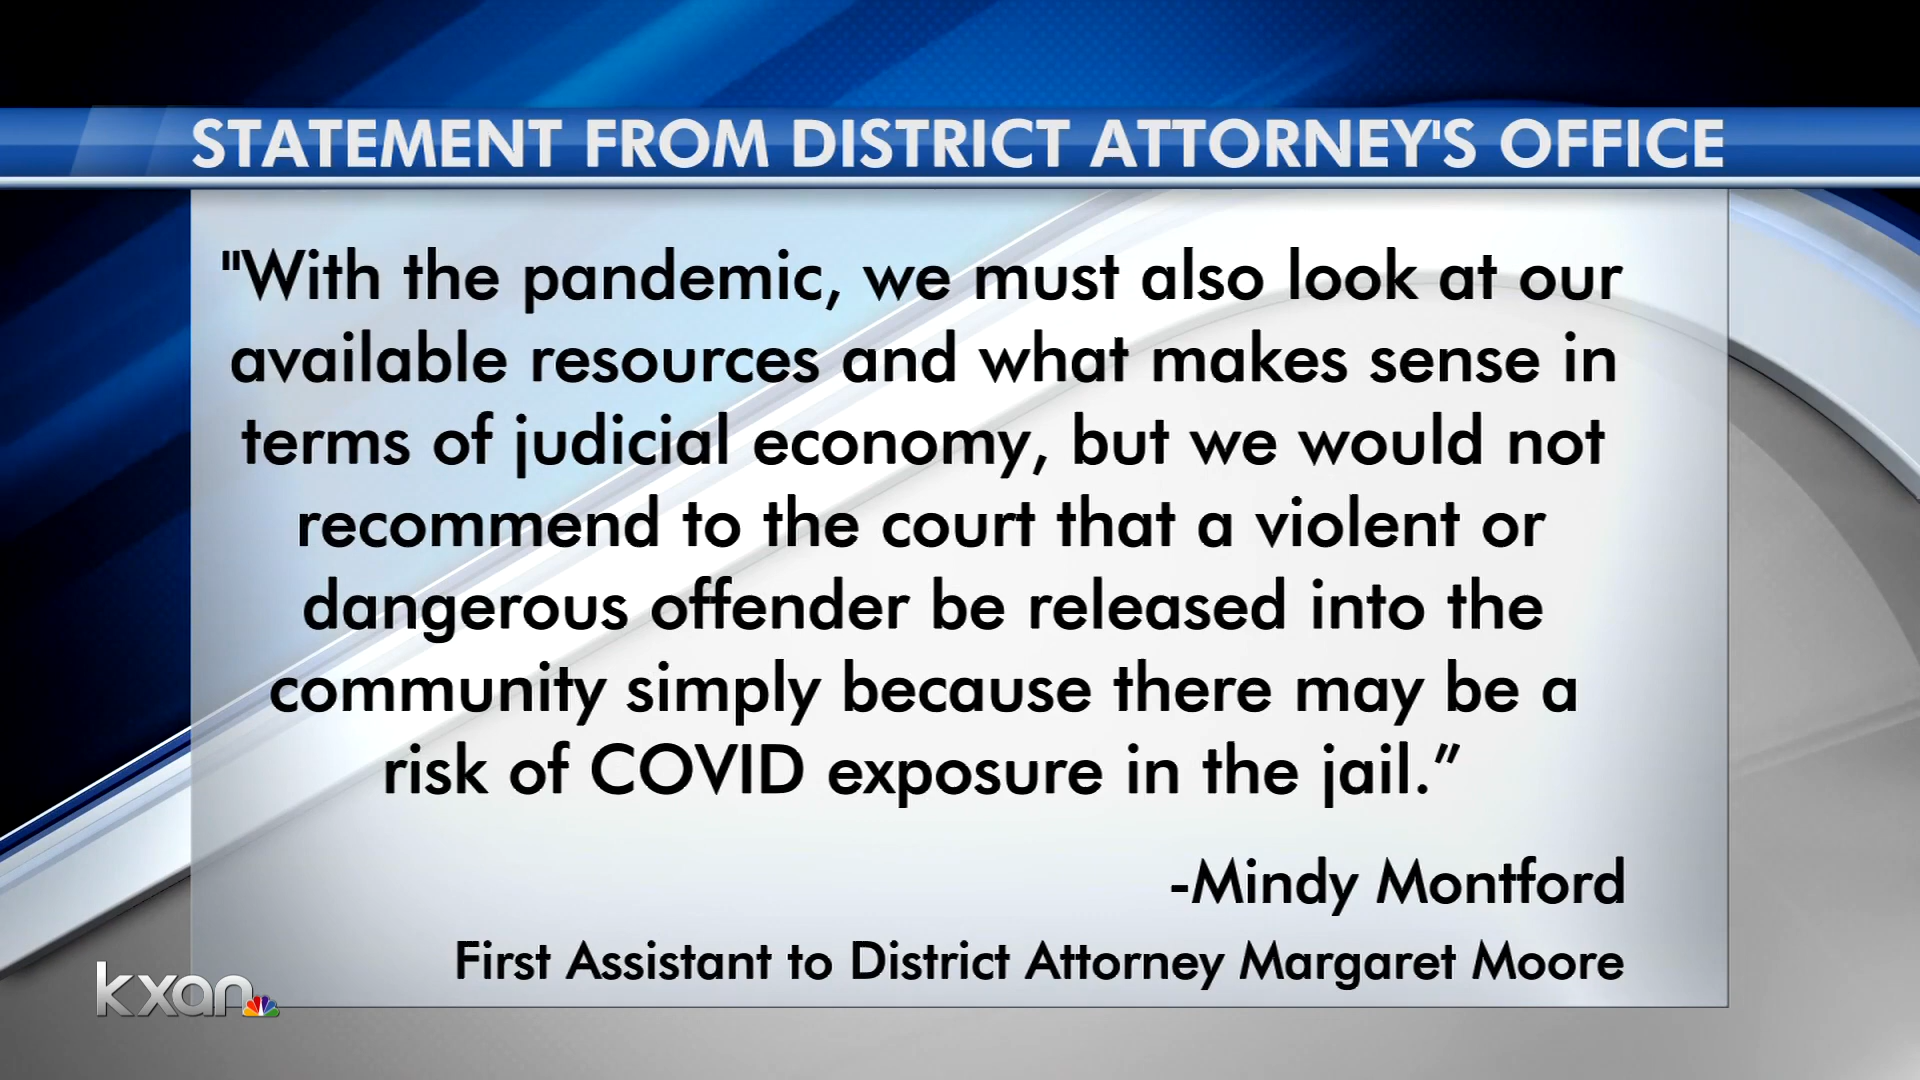 STATEMENT FROM DISTRICT ATTORNEY'S OFFICE
"With the pandemic, we must also look at our
available resources and what makes sense in
terms of judicial economy, but we would not
recommend to the court that a violent or
dangerous offender be released into the
community simply because there may be a
risk of COVID exposure in the jail.”
-Mindy Montford
First Assistant to District Attorney Margaret Moore
kxan